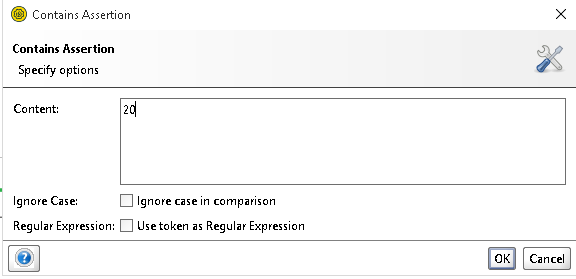 Contains Assertion
Contains Assertion
Specify options
Content:
20
Ignore Case: Ignore case in comparison
Regular Expression: Use token as Regular Expression
? OK Cancel